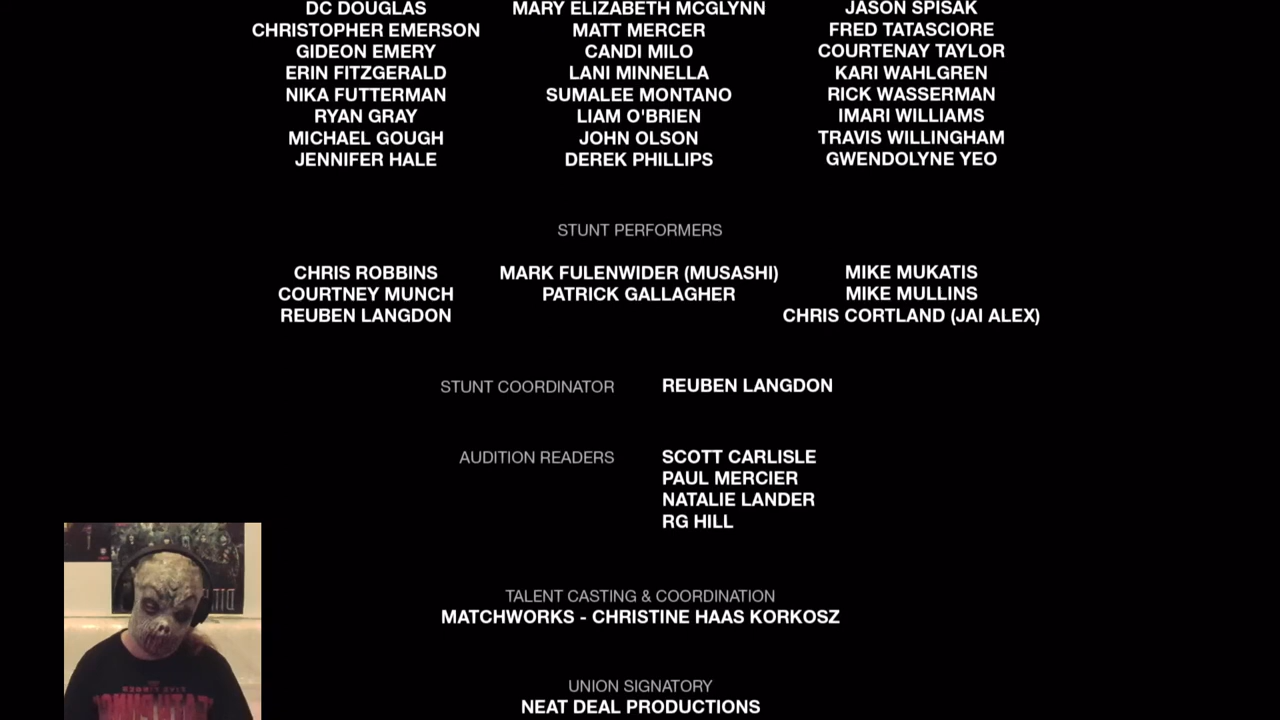 DC DOUGLAS MARY ELIZABETH MCGLYNN JASON SPISAK
CHRISTOPHER EMERSON MATT MERCER FRED TATASCIORE
GIDEON EMERY CANDI MILO COURTENAY TAYLOR
ERIN FITZGERALD LANI MINNELLA KARI WAHLGREN
NIKA FUTTERMAN SUMALEE MONTANO RICK WASSERMAN
RYAN GRAY LIAM O'BRIEN IMARI WILLIAMS
MICHAEL GOUGH JOHN OLSON TRAVIS WILLINGHAM
JENNIFER HALE DEREK PHILLIPS GWENDOLYNE YEO
STUNT PERFORMERS
CHRIS ROBBINS MARK FULENWIDER (MUSASHI) MIKE MUKATIS
COURTNEY MUNCH PATRICK GALLAGHER MIKE MULLINS
REUBEN LANGDON CHRIS CORTLAND (JAI ALEX)
STUNT COORDINATOR REUBEN LANGDON
AUDITION READERS SCOTT CARLISLE
PAUL MERCIER
NATALIE LANDER
RG HILL
TALENT CASTING & COORDINATION
MATCHWORKS - CHRISTINE HAAS KORKOSZ
UNION SIGNATORY
NEAT DEAL PRODUCTIONS